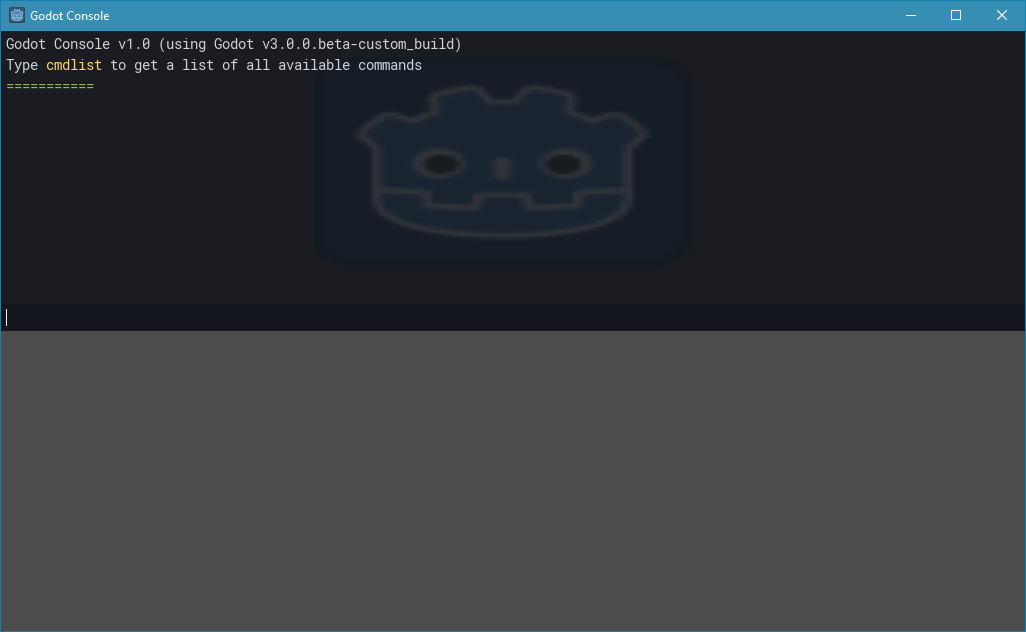 Godot Console
Godot Console v1.0 (using Godot v3.0.0.beta-custom_build)
Type cmdlist to get a list of all available commands
===========